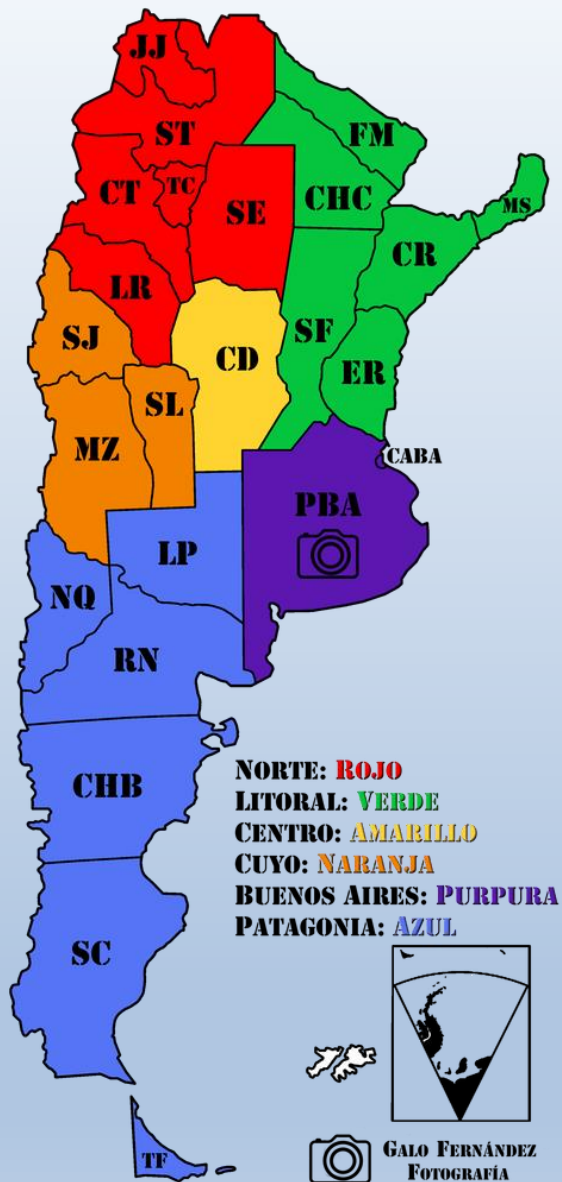 JJ
ST
FM
CT
TC
SE
CHC
MS
CR
LR
SJ
SF
CD
ER
SL
MZ
CABA
PBA
LP
NQ
RN
CHB
SC
TF
NORTE: ROJO
LITORAL: VERDE
CENTRO: AMARILLO
CUYO: NARANJA
BUENOS AIRES: PURPURA
PATAGONIA: AZUL
GALO FERNÁNDEZ
FOTOGRAFÍA